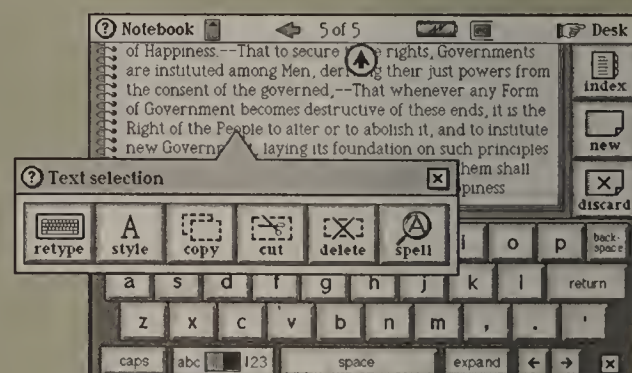 ? Notebook 5 of 5 Desk
of Happiness.--That to secure rights, Governments
are instituted among Men, their just powers from
the consent of the governed,--That whenever any Form
of Government becomes destructive of these ends, it is the
Right of the People to alter or to abolish it, and to institute
new laying its foundation on such principles
them shall
index
new
discard
? Text selection X
retype style copy cut delete spell
o p back-space
a s d f g h j k l return
z x c v b n m , . '
caps abc 123 space expand